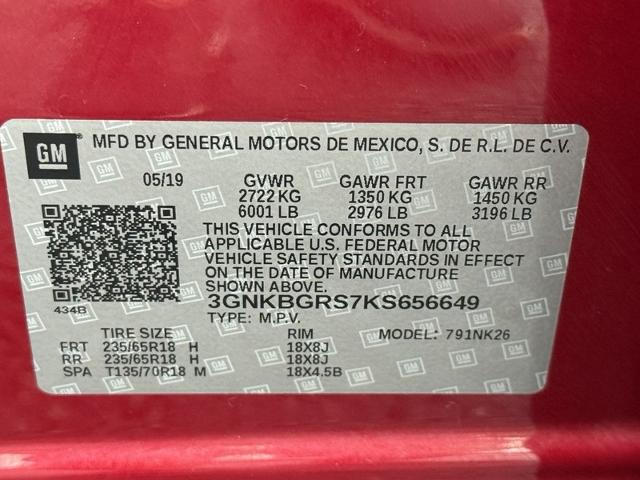 GM MFD BY GENERAL MOTORS DE MEXICO, S. DE R.L. DE C.V.
05/19 GVWR GAWR FRT GAWR RR
2722 KG 1350 KG 1450 KG
6001 LB 2976 LB 3196 LB
THIS VEHICLE CONFORMS TO ALL
APPLICABLE U.S. FEDERAL MOTOR
VEHICLE SAFETY STANDARDS IN EFFECT
ON THE DATE OF MANUFACTURE
SHOWN ABOVE.
3GNKBGRS7KS656649
434B
TYPE: M.P.V.
TIRE SIZE RIM MODEL: 791NK26
FRT 235/65R18 H 18X8J
RR 235/65R18 H 18X8J
SPA T135/70R18 M 18X4.5B